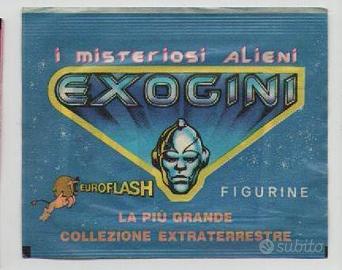 i misteriosi alieni
EXOGINI
EUROFLASH
FIGURINE
LA PIÙ GRANDE
COLLEZIONE EXTRATERRESTRE
subito